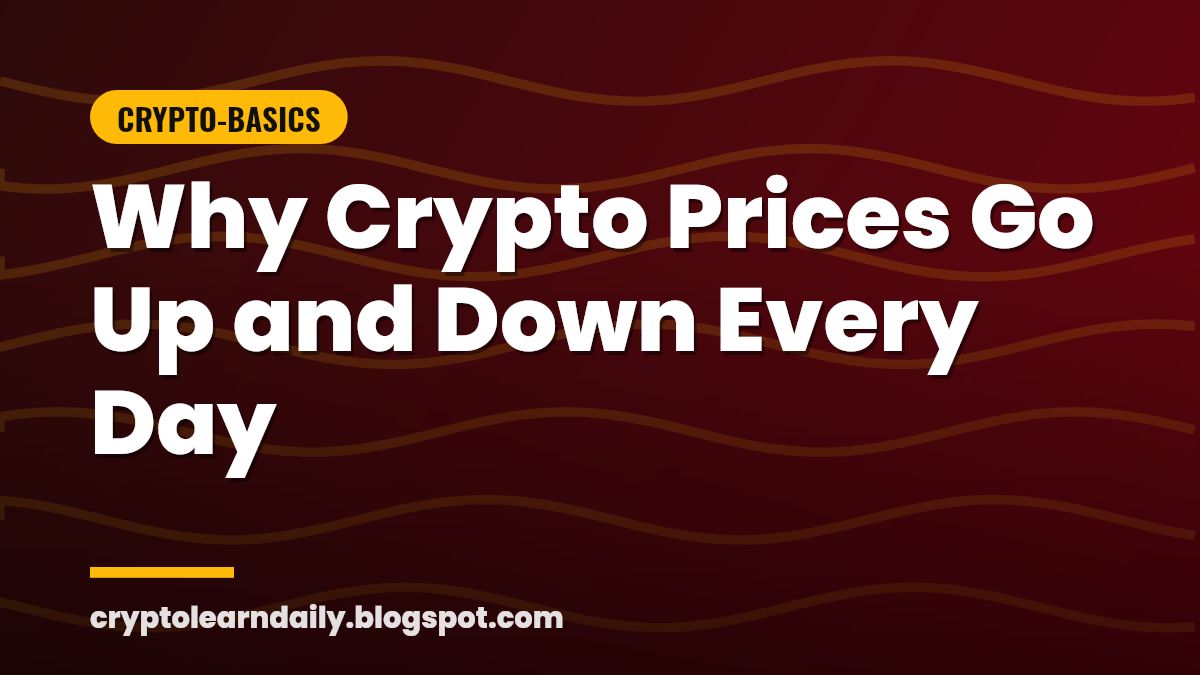 CRYPTO-BASICS
Why Crypto Prices Go
Up and Down Every
Day
cryptolearndaily.blogspot.com